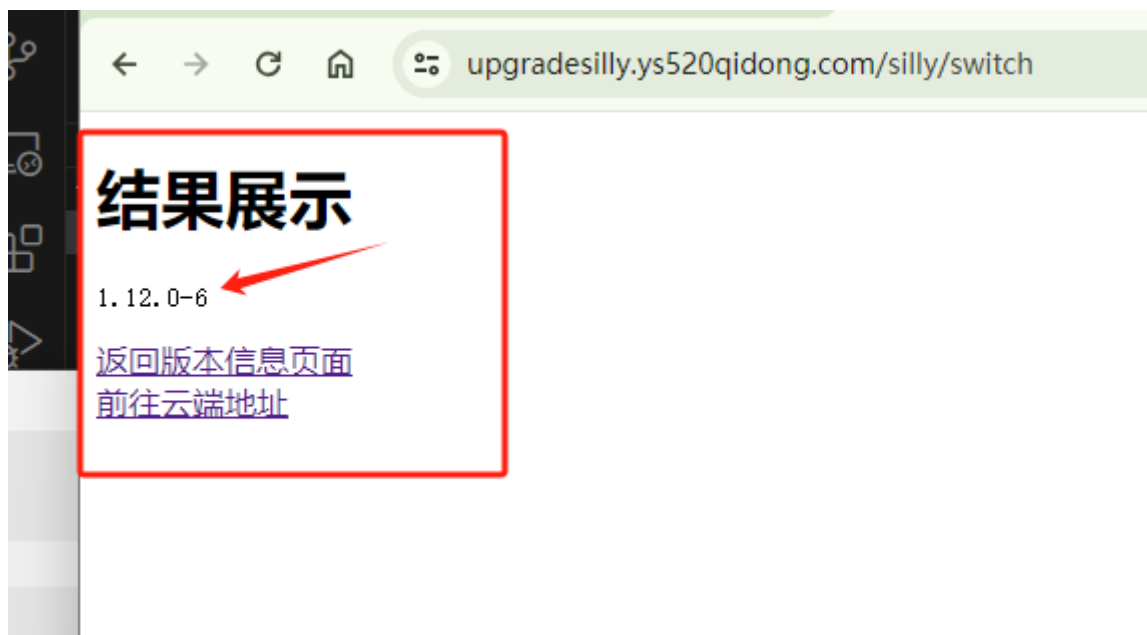 upgradesilly.ys520qidong.com/silly/switch
结果展示
1.12.0-6
返回版本信息页面
前往云端地址